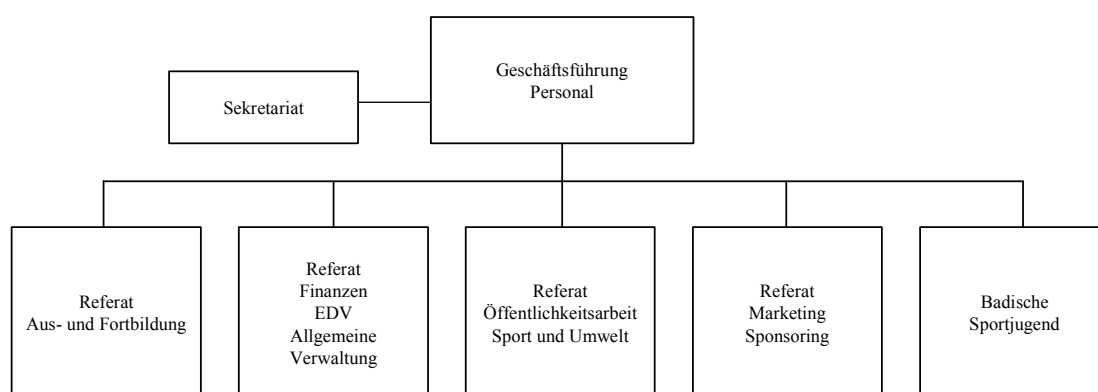 Geschäftsführung
Personal
Sekretariat
Referat
Aus- und Fortbildung
Referat
Finanzen
EDV
Allgemeine
Verwaltung
Referat
Öffentlichkeitsarbeit
Sport und Umwelt
Referat
Marketing
Sponsoring
Badische
Sportjugend